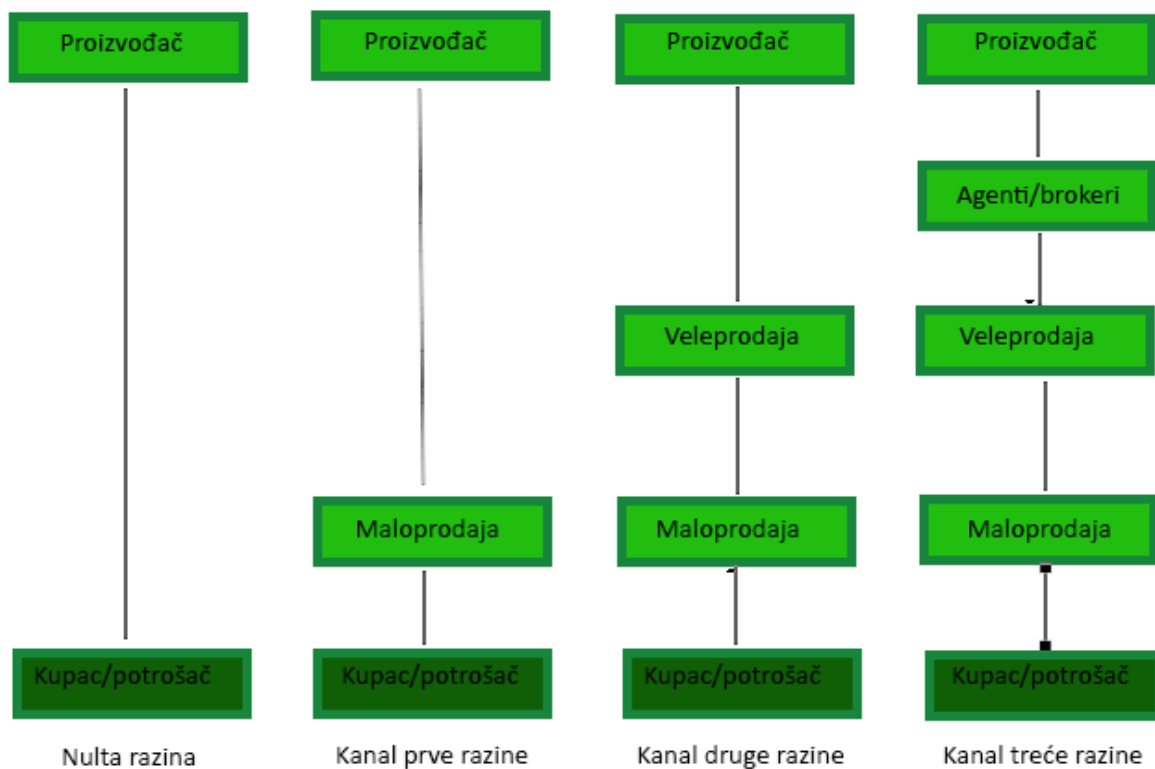 Proizvođač
Proizvođač
Proizvođač
Proizvođač
Agenti/brokeri
Veleprodaja
Veleprodaja
Maloprodaja
Maloprodaja
Maloprodaja
Kupac/potrošač
Kupac/potrošač
Kupac/potrošač
Kupac/potrošač
Nulta razina
Kanal prve razine
Kanal druge razine
Kanal treće razine